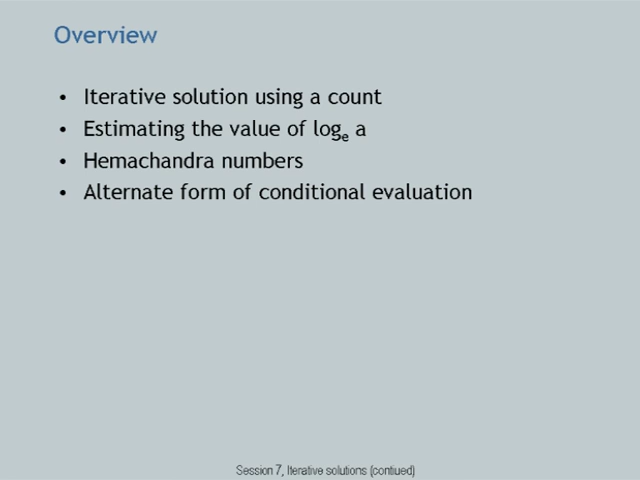 Overview
• Iterative solution using a count
• Estimating the value of logₑ a
• Hemachandra numbers
• Alternate form of conditional evaluation
Session 7, Iterative solutions (contiued)